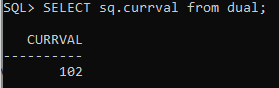 SQL> SELECT sq.currval from dual;
CURRVAL
----------
102